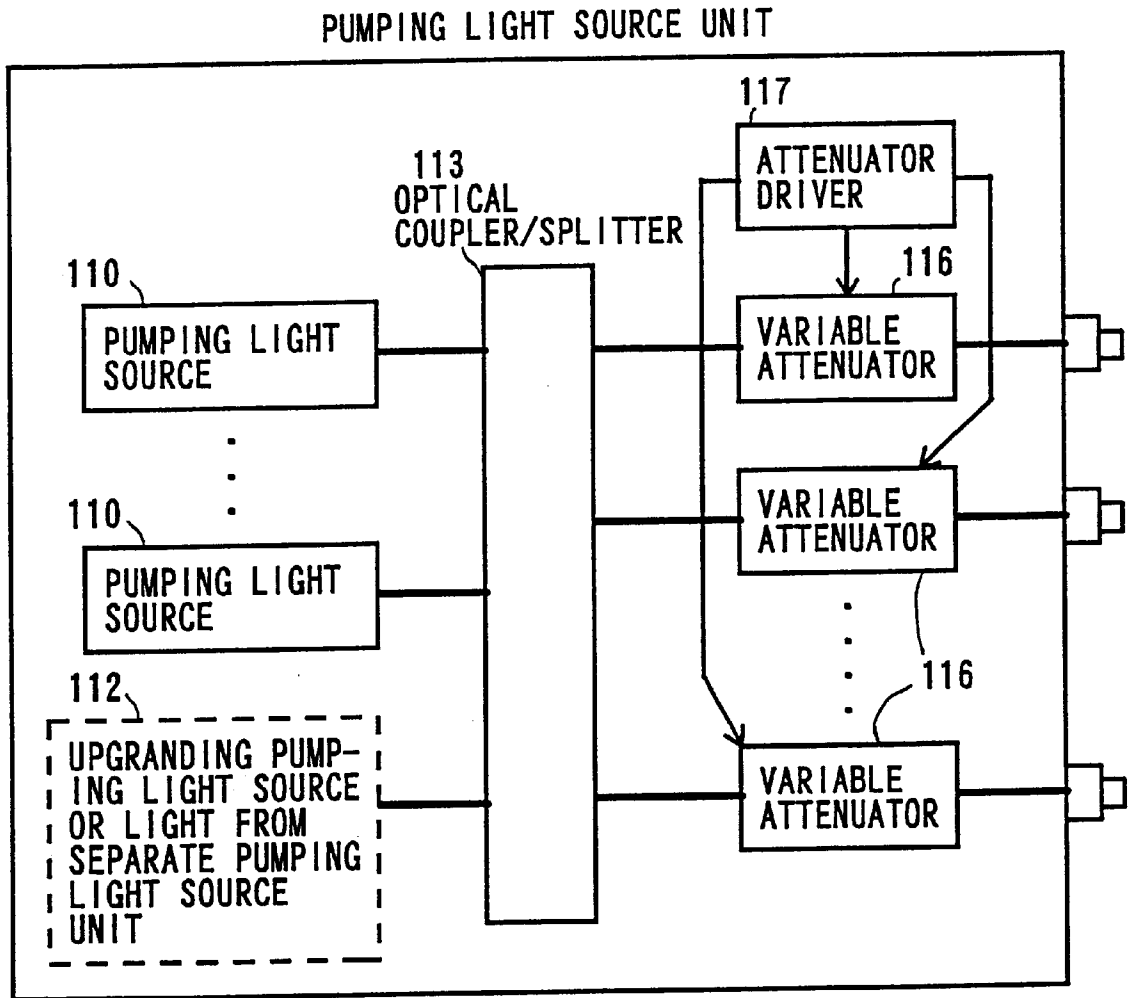 PUMPING LIGHT SOURCE UNIT
117
ATTENUATOR
DRIVER
113
OPTICAL
COUPLER/SPLITTER
110
PUMPING LIGHT
SOURCE
116
VARIABLE
ATTENUATOR
110
PUMPING LIGHT
SOURCE
VARIABLE
ATTENUATOR
116
112
UPGRANDING PUMP-
ING LIGHT SOURCE
OR LIGHT FROM
SEPARATE PUMPING
LIGHT SOURCE
UNIT
VARIABLE
ATTENUATOR